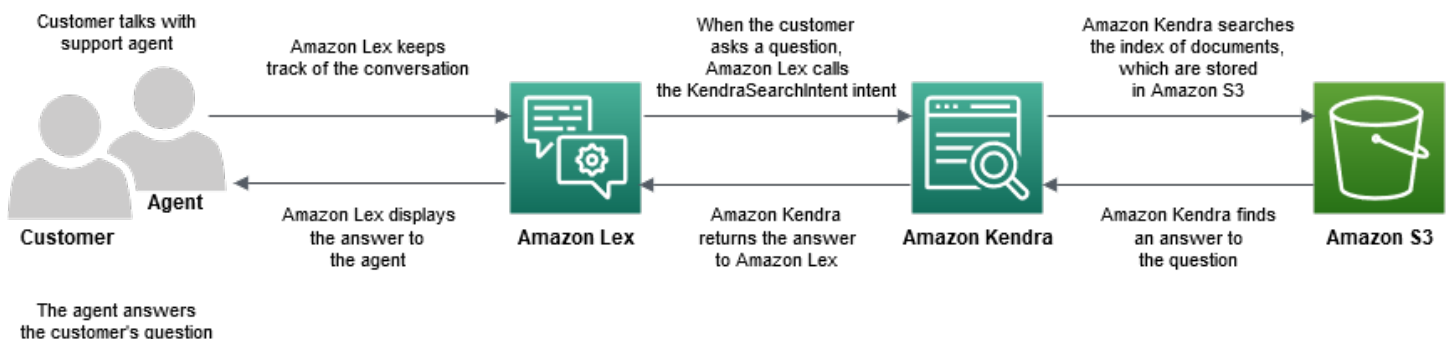 Customer talks with
support agent
Amazon Lex keeps
track of the conversation
When the customer
asks a question,
Amazon Lex calls
the KendraSearchIntent intent
Amazon Kendra searches
the index of documents,
which are stored
in Amazon S3
Agent
Customer
Amazon Lex displays
the answer to
the agent
Amazon Lex
Amazon Kendra
returns the answer
to Amazon Lex
Amazon Kendra
Amazon Kendra finds
an answer to
the question
Amazon S3
The agent answers
the customer's question